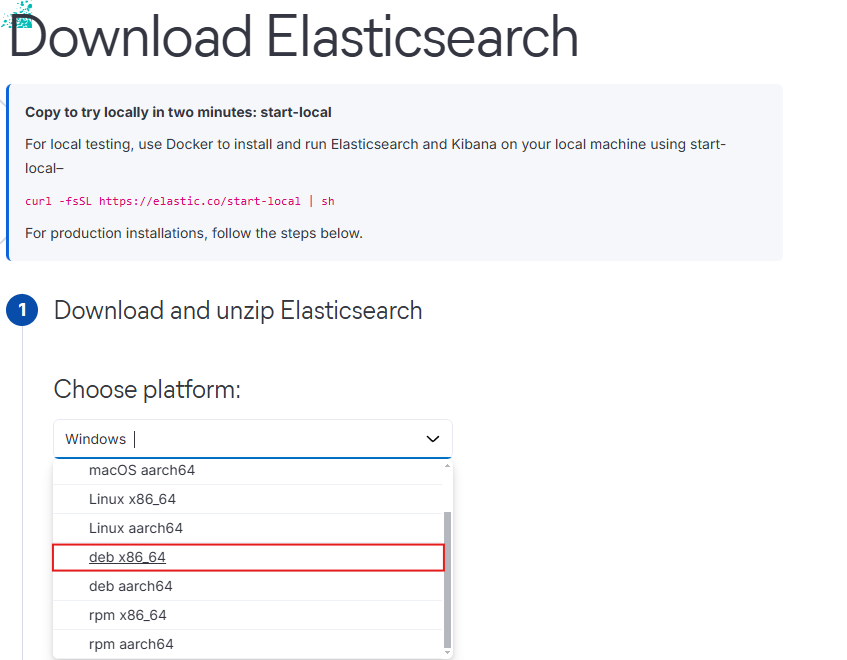 Download Elasticsearch
Copy to try locally in two minutes: start-local
For local testing, use Docker to install and run Elasticsearch and Kibana on your local machine using start-
local–
curl -fsSL https://elastic.co/start-local | sh
For production installations, follow the steps below.
1 Download and unzip Elasticsearch
Choose platform:
Windows
macOS aarch64
Linux x86_64
Linux aarch64
deb x86_64
deb aarch64
rpm x86_64
rpm aarch64